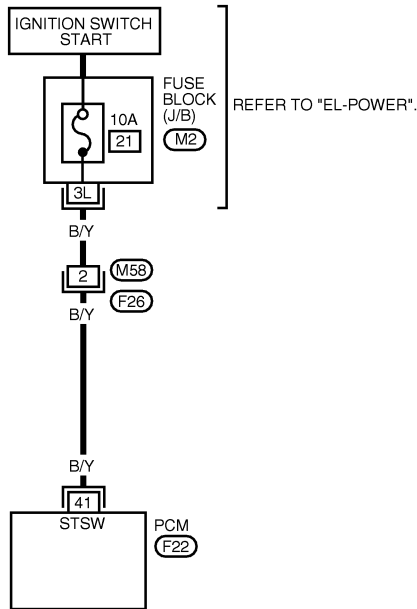 IGNITION SWITCH
START
FUSE
BLOCK
(J/B)
M2
REFER TO "EL-POWER".
10A
21
3L
B/Y
2
M58
F26
B/Y
B/Y
41
STSW
PCM
F22